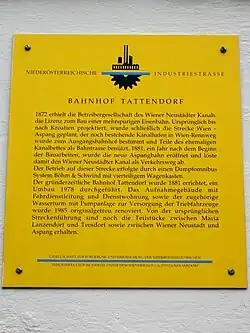 NIEDERÖSTERREICHISCHE INDUSTRIESTRASSE
BAHNHOF TATTENDORF
1872 erhielt die Betreibergesellschaft des Wiener Neustädter Kanals
die Lizenz zum Bau einer mehrspurigen Eisenbahn. Ursprünglich bis
nach Kroatien projektiert, wurde schließlich die Strecke Wien -
Aspang geplant, der noch bestehende Kanalhafen in Wien-Rennweg
wurde zum Ausgangsbahnhof bestimmt und Teile des ehemaligen
Kanalbettes als Bahntrasse benützt. 1881, ein Jahr nach dem Beginn
der Bauarbeiten, wurde die neue Aspangbahn eröffnet und löste
damit den Wiener Neustädter Kanal als Verkehrsweg ab.
Der Betrieb auf dieser Strecke erfolgte durch einen Dampfomnibus
System Böhm & Schwind auf vierteiligem Wagenkasten.
Der gründerzeitliche Bahnhof Tattendorf wurde 1881 errichtet, ein
Umbau 1978 durchgeführt. Das Aufnahmegebäude mit
Fahrdienstleitung und Dienstwohnung sowie der zugehörige
Wasserturm mit Pumpanlage zur Versorgung der Triebfahrzeuge
wurde 1985 originalgetreu renoviert. Von der ursprünglichen
Streckenführung sind noch die Teilstücke zwischen Maria
Lanzendorf und Tresdorf sowie zwischen Wiener Neustadt und
Aspang erhalten.